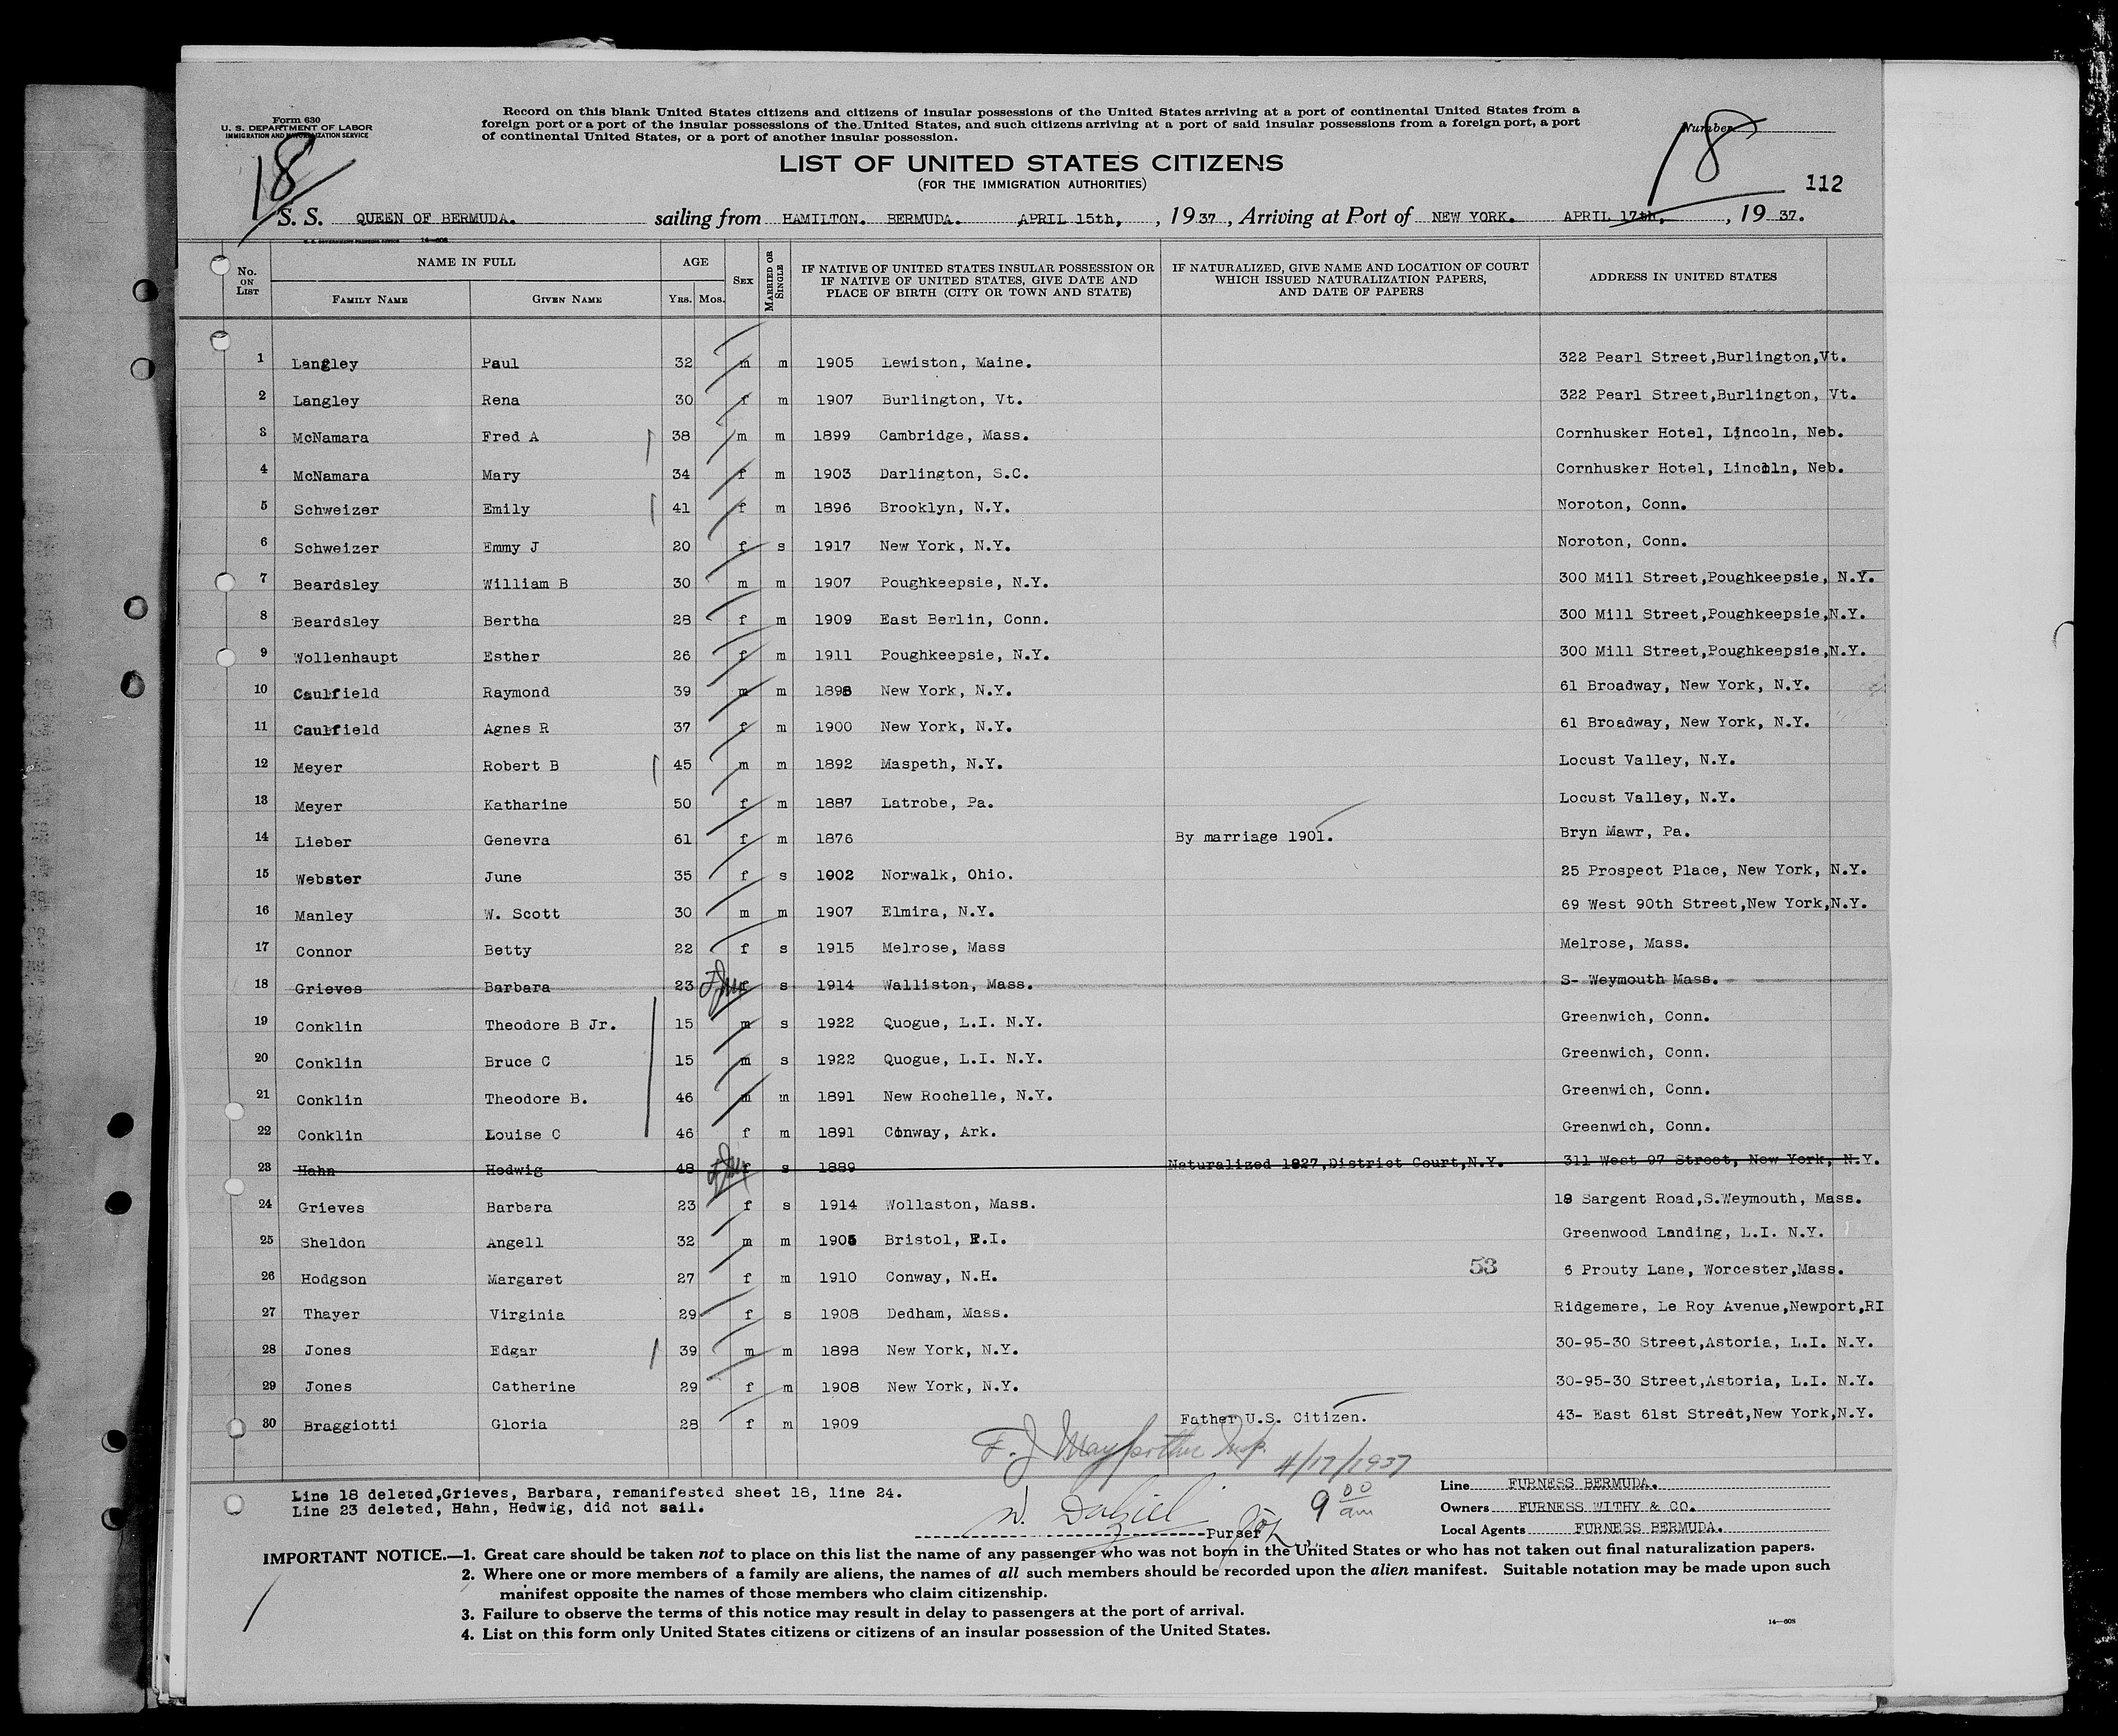 Form 630
U. S. DEPARTMENT OF LABOR
IMMIGRATION AND NATURALIZATION SERVICE
Record on this blank United States citizens and citizens of insular possessions of the United States arriving at a port of continental United States from a
foreign port or a port of the insular possessions of the United States, and such citizens arriving at a port of said insular possessions from a foreign port, a port
of continental United States, or a port of another insular possession.
Number
18
18
LIST OF UNITED STATES CITIZENS
(FOR THE IMMIGRATION AUTHORITIES)
112
S. S. QUEEN OF BERMUDA. sailing from HAMILTON. BERMUDA. APRIL 15th, , 19 37 , Arriving at Port of NEW YORK. APRIL 17th, , 19 37.
No. ON LIST NAME IN FULL AGE SEX MARRIED OR SINGLE IF NATIVE OF UNITED STATES INSULAR POSSESSION OR IF NATIVE OF UNITED STATES, GIVE DATE AND PLACE OF BIRTH (CITY OR TOWN AND STATE) IF NATURALIZED, GIVE NAME AND LOCATION OF COURT WHICH ISSUED NATURALIZATION PAPERS, AND DATE OF PAPERS ADDRESS IN UNITED STATES
FAMILY NAME GIVEN NAME YRS. MOS.
1 Langley Paul 32 m m 1905 Lewiston, Maine. 322 Pearl Street,Burlington,Vt.
2 Langley Rena 30 f m 1907 Burlington, Vt. 322 Pearl Street,Burlington, Vt.
3 McNamara Fred A 38 m m 1899 Cambridge, Mass. Cornhusker Hotel, Lincoln, Neb.
4 McNamara Mary 34 f m 1903 Darlington, S.C. Cornhusker Hotel, Lincoln, Neb.
5 Schweizer Emily 41 f m 1896 Brooklyn, N.Y. Noroton, Conn.
6 Schweizer Emmy J 20 f s 1917 New York, N.Y. Noroton, Conn.
7 Beardsley William B 30 m m 1907 Poughkeepsie, N.Y. 300 Mill Street,Poughkeepsie, N.Y.
8 Beardsley Bertha 28 f m 1909 East Berlin, Conn. 300 Mill Street,Poughkeepsie,N.Y.
9 Wollenhaupt Esther 26 f m 1911 Poughkeepsie, N.Y. 300 Mill Street,Poughkeepsie,N.Y.
10 Caulfield Raymond 39 m m 1898 New York, N.Y. 61 Broadway, New York, N.Y.
11 Caulfield Agnes R 37 f m 1900 New York, N.Y. 61 Broadway, New York, N.Y.
12 Meyer Robert B 45 m m 1892 Maspeth, N.Y. Locust Valley, N.Y.
13 Meyer Katharine 50 f m 1887 Latrobe, Pa. Locust Valley, N.Y.
14 Lieber Genevra 61 f m 1876 By marriage 1901. Bryn Mawr, Pa.
15 Webster June 35 f s 1902 Norwalk, Ohio. 25 Prospect Place, New York, N.Y.
16 Manley W. Scott 30 m m 1907 Elmira, N.Y. 69 West 90th Street,New York,N.Y.
17 Connor Betty 22 f s 1915 Melrose, Mass Melrose, Mass.
18 Grieves Barbara 23 f s 1914 Walliston, Mass. S- Weymouth Mass.
19 Conklin Theodore B Jr. 15 m s 1922 Quogue, L.I. N.Y. Greenwich, Conn.
20 Conklin Bruce C 15 m s 1922 Quogue, L.I. N.Y. Greenwich, Conn.
21 Conklin Theodore B. 46 m m 1891 New Rochelle, N.Y. Greenwich, Conn.
22 Conklin Louise C 46 f m 1891 Conway, Ark. Greenwich, Conn.
23 Hahn Hedwig 48 f s 1889 Naturalized 1927,District Court,N.Y. 311 West 97 Street, New York, N.Y.
24 Grieves Barbara 23 f s 1914 Wollaston, Mass. 18 Sargent Road,S.Weymouth, Mass.
25 Sheldon Angell 32 m m 1905 Bristol, R.I. Greenwood Landing, L.I. N.Y.
26 Hodgson Margaret 27 f m 1910 Conway, N.H. 53 6 Prouty Lane, Worcester,Mass.
27 Thayer Virginia 29 f s 1908 Dedham, Mass. Ridgemere, Le Roy Avenue,Newport,RI
28 Jones Edgar 39 m m 1898 New York, N.Y. 30-95-30 Street,Astoria, L.I. N.Y.
29 Jones Catherine 29 f m 1908 New York, N.Y. 30-95-30 Street,Astoria, L.I. N.Y.
30 Braggiotti Gloria 28 f m 1909 Father U.S. Citizen. 43- East 61st Street,New York,N.Y.
F. J. Insp. 4/17/1937
9 00 am
Line 18 deleted,Grieves, Barbara, remanifested sheet 18, line 24.
Line 23 deleted, Hahn, Hedwig, did not sail.
W. Dalziel Purser
Line FURNESS BERMUDA.
Owners FURNESS WITHY & CO.
Local Agents FURNESS BERMUDA.
IMPORTANT NOTICE.—1. Great care should be taken not to place on this list the name of any passenger who was not born in the United States or who has not taken out final naturalization papers.
2. Where one or more members of a family are aliens, the names of all such members should be recorded upon the alien manifest. Suitable notation may be made upon such
manifest opposite the names of those members who claim citizenship.
3. Failure to observe the terms of this notice may result in delay to passengers at the port of arrival.
4. List on this form only United States citizens or citizens of an insular possession of the United States.
14—608